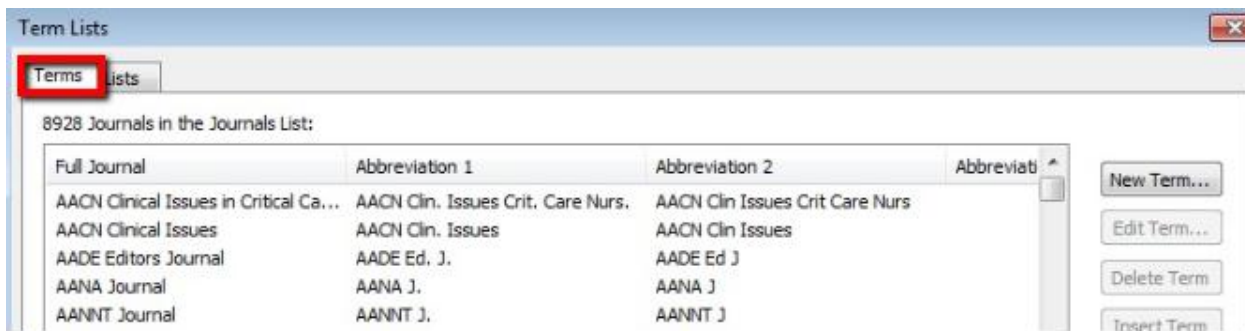 Term Lists
Terms Lists
8928 Journals in the Journals List:
Full Journal Abbreviation 1 Abbreviation 2 Abbreviati
AACN Clinical Issues in Critical Ca... AACN Clin. Issues Crit. Care Nurs. AACN Clin Issues Crit Care Nurs
AACN Clinical Issues AACN Clin. Issues AACN Clin Issues
AADE Editors Journal AADE Ed. J. AADE Ed J
AANA Journal AANA J. AANA J
AANNT Journal AANNT J. AANNT J
New Term...
Edit Term...
Delete Term
Insert Term